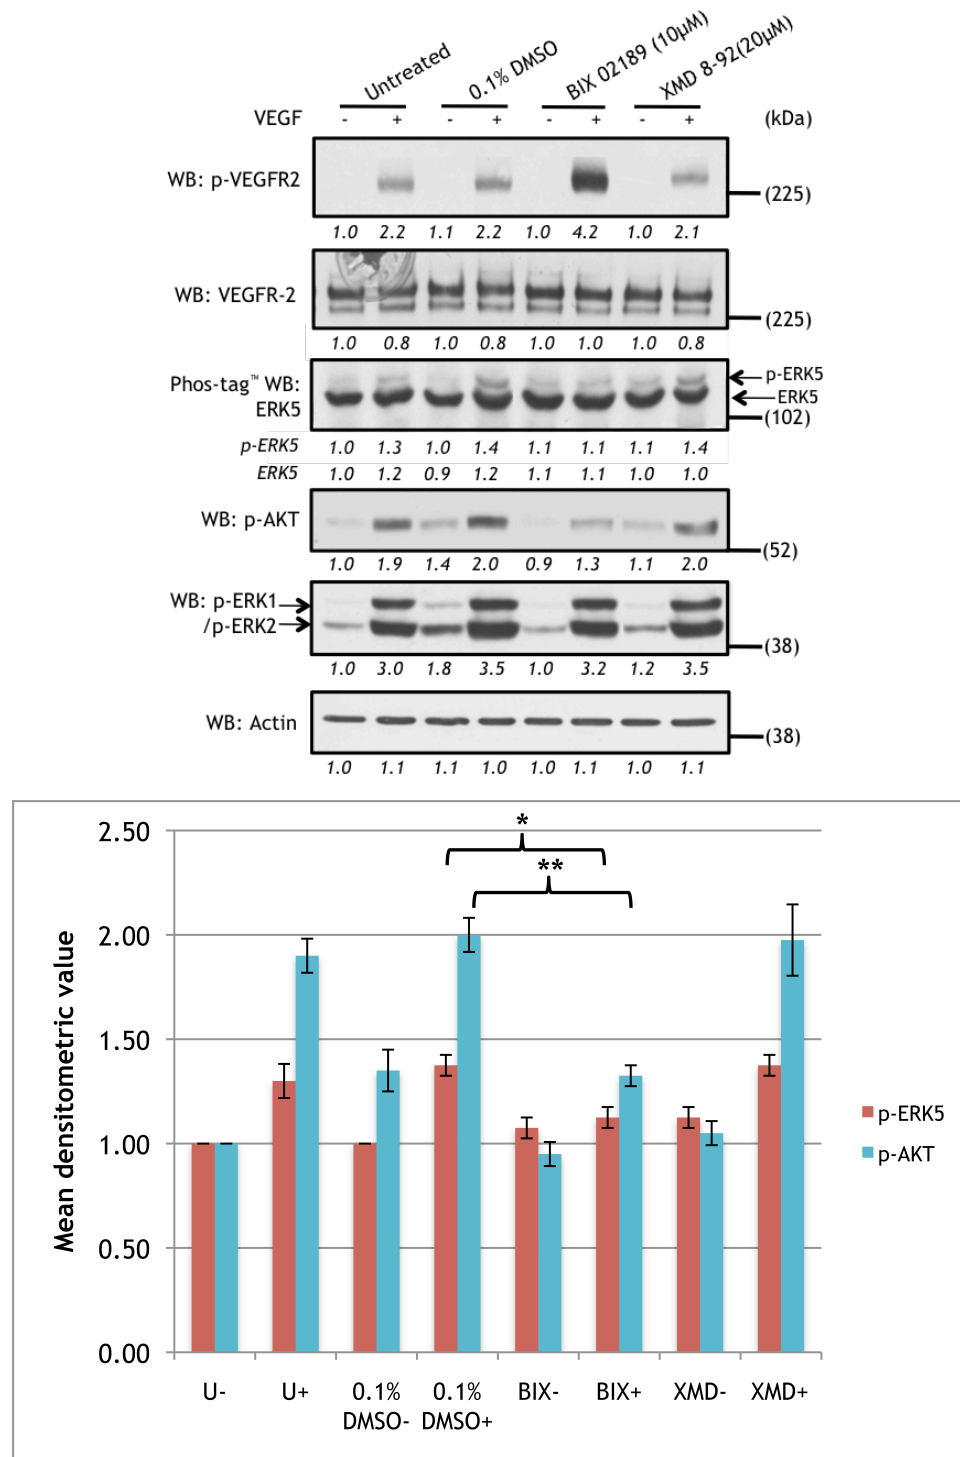 Untreated 0.1% DMSO BIX 02189 (10µM) XMD 8-92(20µM)
VEGF - + - + - + - + (kDa)
WB: p-VEGFR2 (225)
1.0 2.2 1.1 2.2 1.0 4.2 1.0 2.1
WB: VEGFR-2 (225)
1.0 0.8 1.0 0.8 1.0 1.0 1.0 0.8
Phos-tag™ WB: p-ERK5
ERK5 ERK5
(102)
p-ERK5 1.0 1.3 1.0 1.4 1.1 1.1 1.1 1.4
ERK5 1.0 1.2 0.9 1.2 1.1 1.1 1.0 1.0
WB: p-AKT (52)
1.0 1.9 1.4 2.0 0.9 1.3 1.1 2.0
WB: p-ERK1
/p-ERK2 (38)
1.0 3.0 1.8 3.5 1.0 3.2 1.2 3.5
WB: Actin (38)
1.0 1.1 1.1 1.0 1.0 1.1 1.0 1.1
*
**
Mean densitometric value
2.50
2.00
1.50
1.00
0.50
0.00
p-ERK5
p-AKT
U- U+ 0.1% 0.1% BIX- BIX+ XMD- XMD+
DMSO- DMSO+